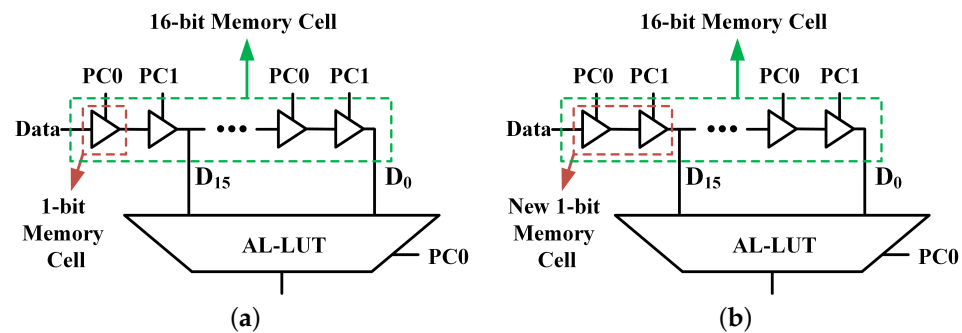 16-bit Memory Cell
PC0 PC1 PC0 PC1
Data
D₁₅ D₀
1-bit
Memory
Cell
AL-LUT
PC0
(a)
16-bit Memory Cell
PC0 PC1 PC0 PC1
Data
D₁₅ D₀
New 1-bit
Memory
Cell
AL-LUT
PC0
(b)